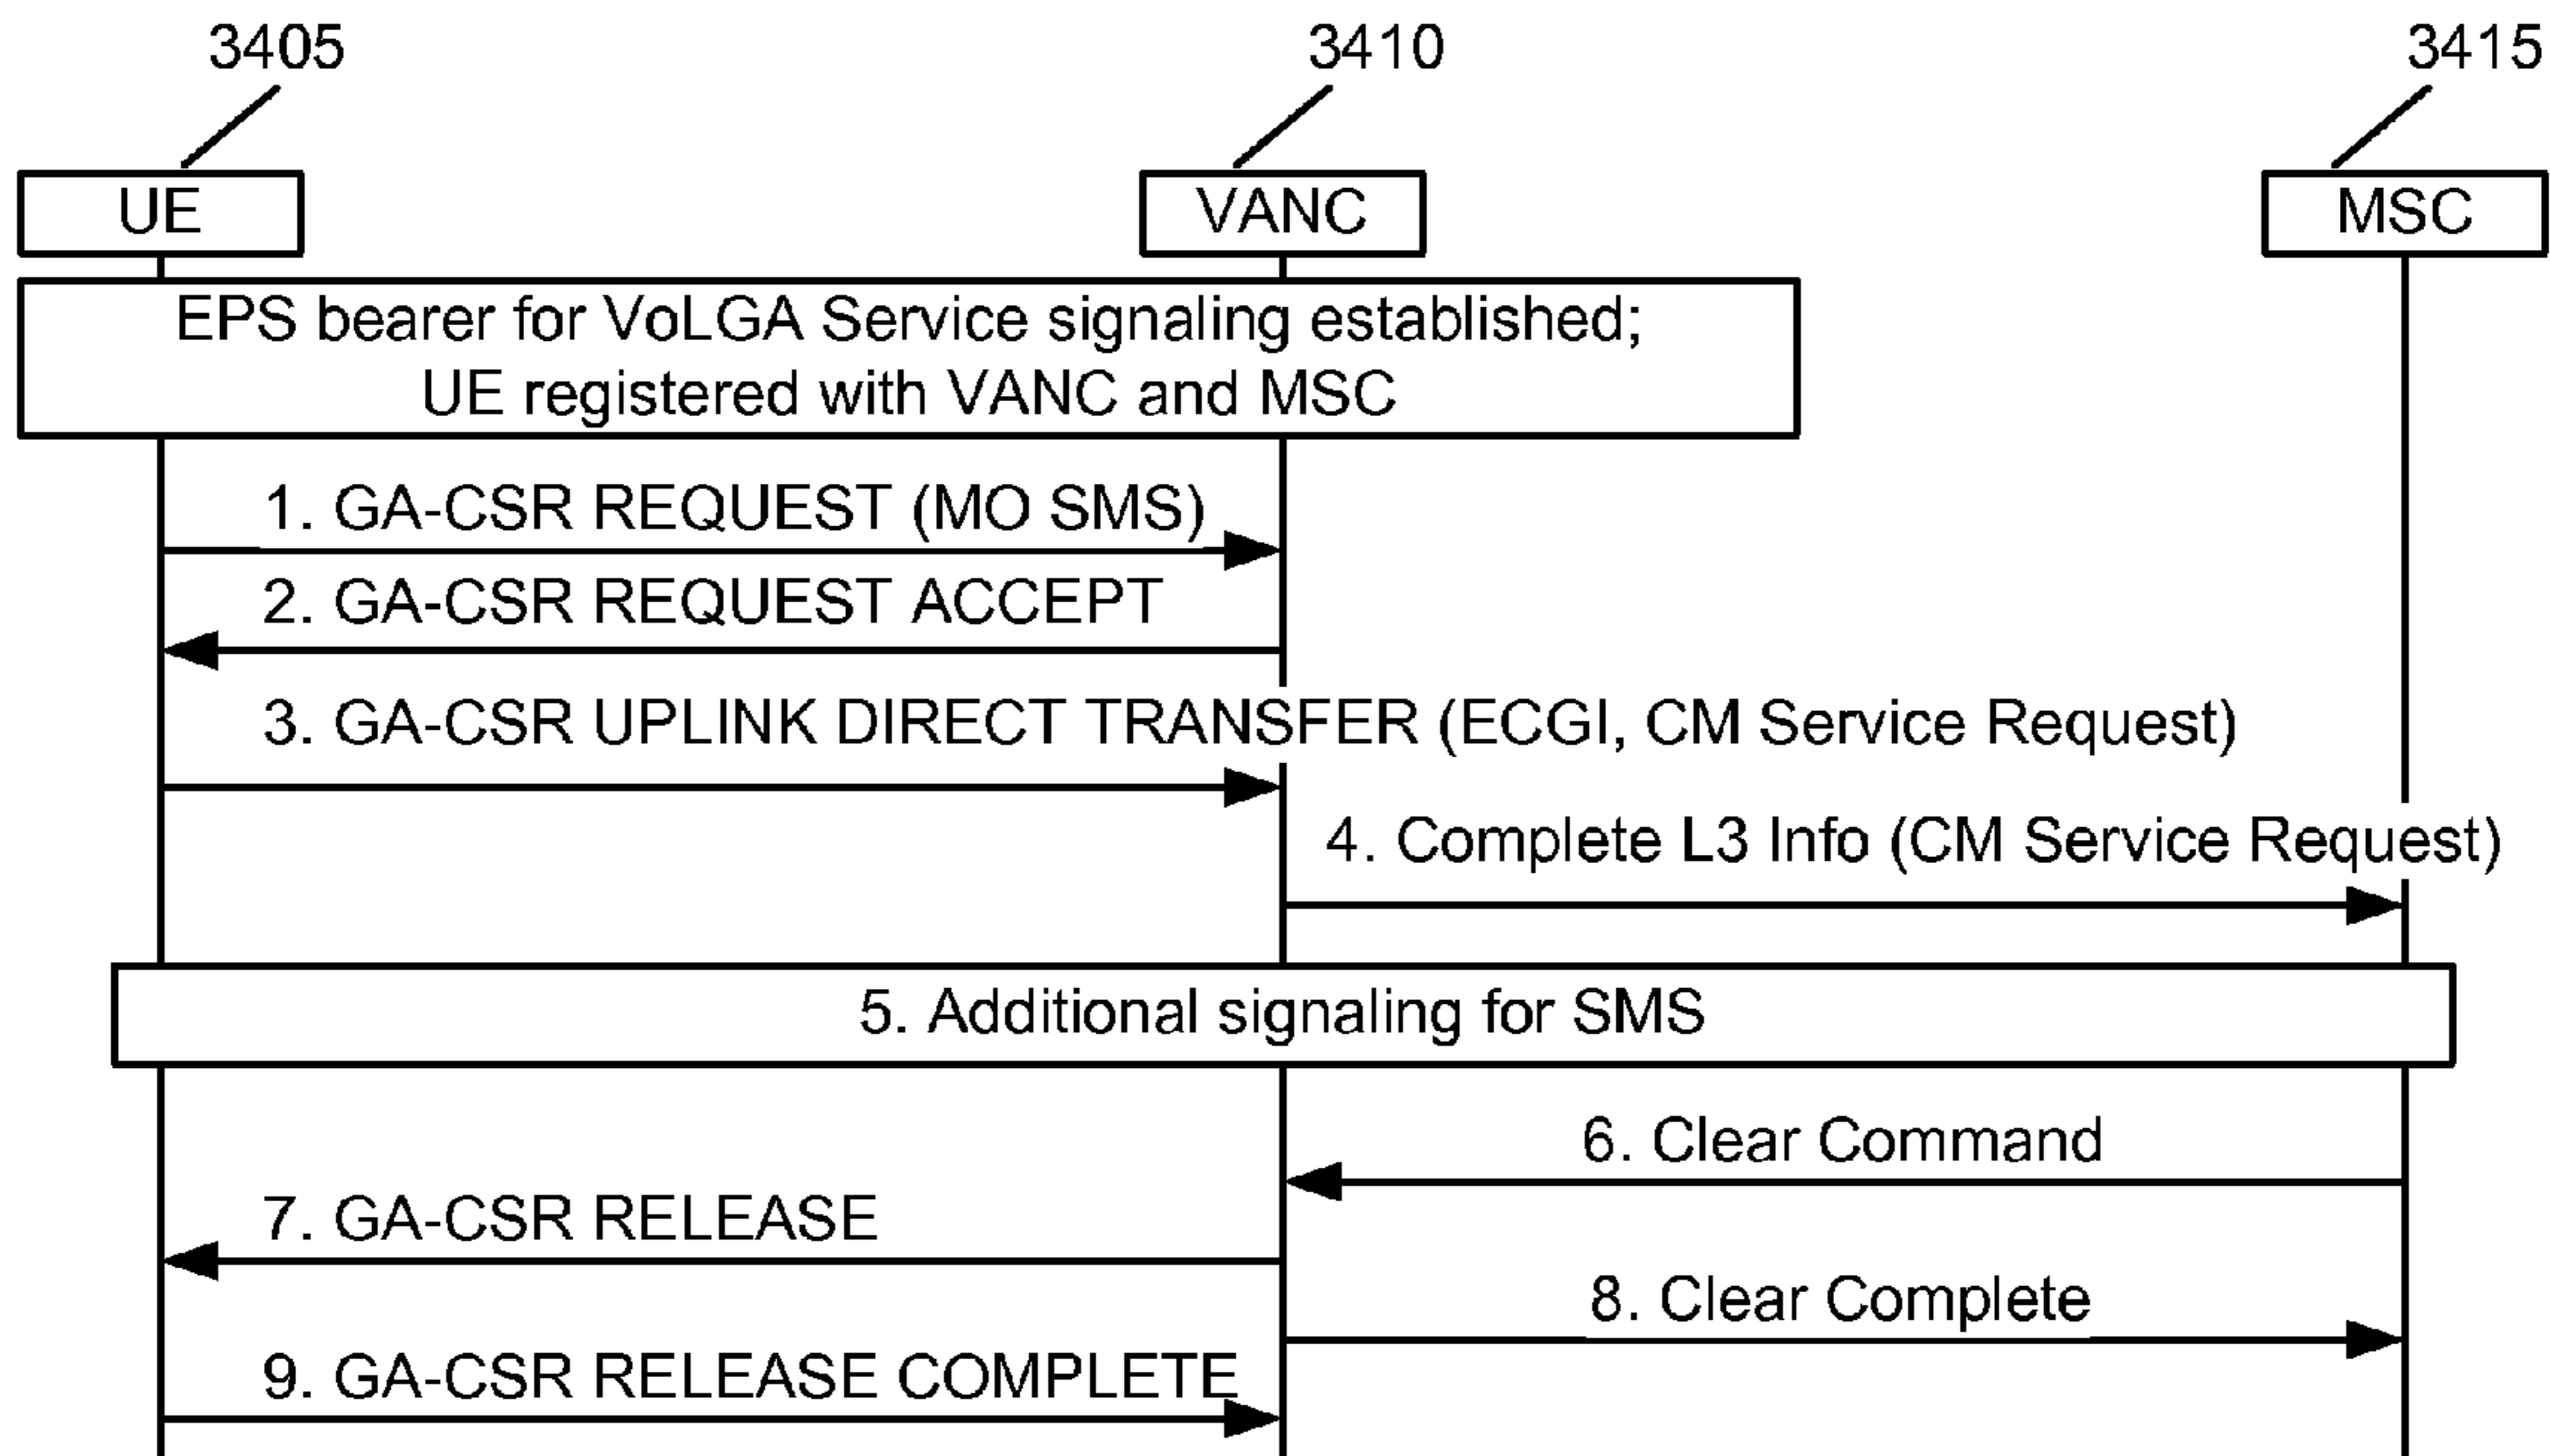 3405
3410
3415
UE
VANC
MSC
EPS bearer for VoLGA Service signaling established;
UE registered with VANC and MSC
1. GA-CSR REQUEST (MO SMS)
2. GA-CSR REQUEST ACCEPT
3. GA-CSR UPLINK DIRECT TRANSFER (ECGI, CM Service Request)
4. Complete L3 Info (CM Service Request)
5. Additional signaling for SMS
6. Clear Command
7. GA-CSR RELEASE
8. Clear Complete
9. GA-CSR RELEASE COMPLETE